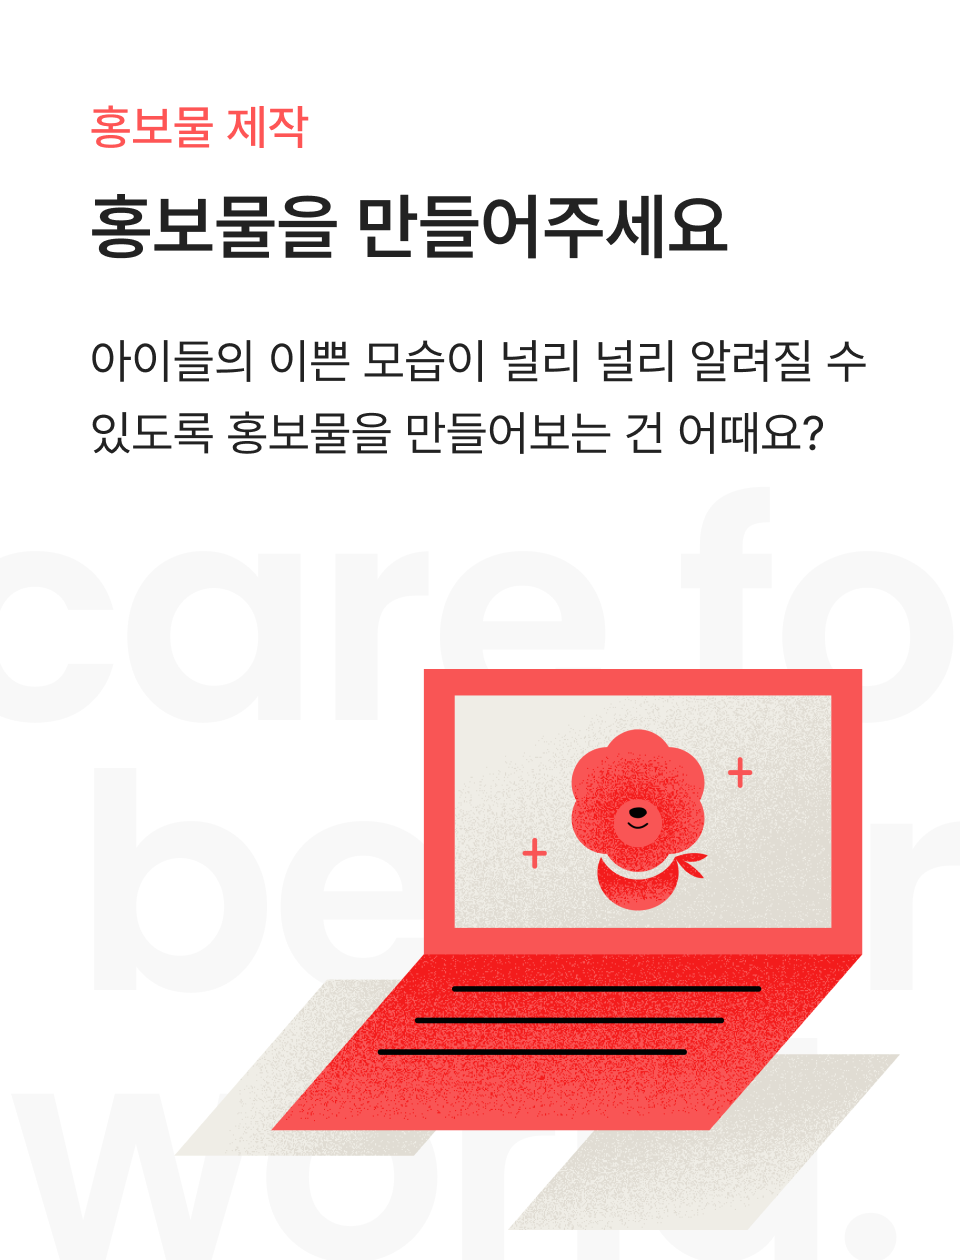 홍보물 제작
홍보물을 만들어주세요
아이들의 이쁜 모습이 널리 널리 알려질 수
있도록 홍보물을 만들어보는 건 어때요?
care fo
be r
world.